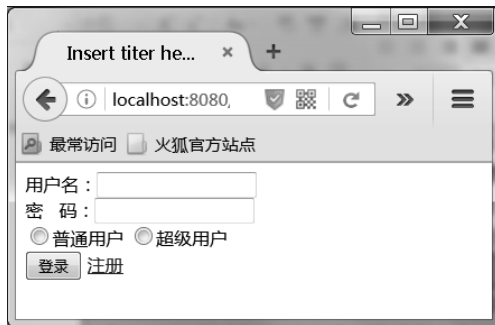 Insert titer he...
localhost:8080,
最常访问 火狐官方站点
用户名：
密 码：
普通用户 超级用户
登录 注册